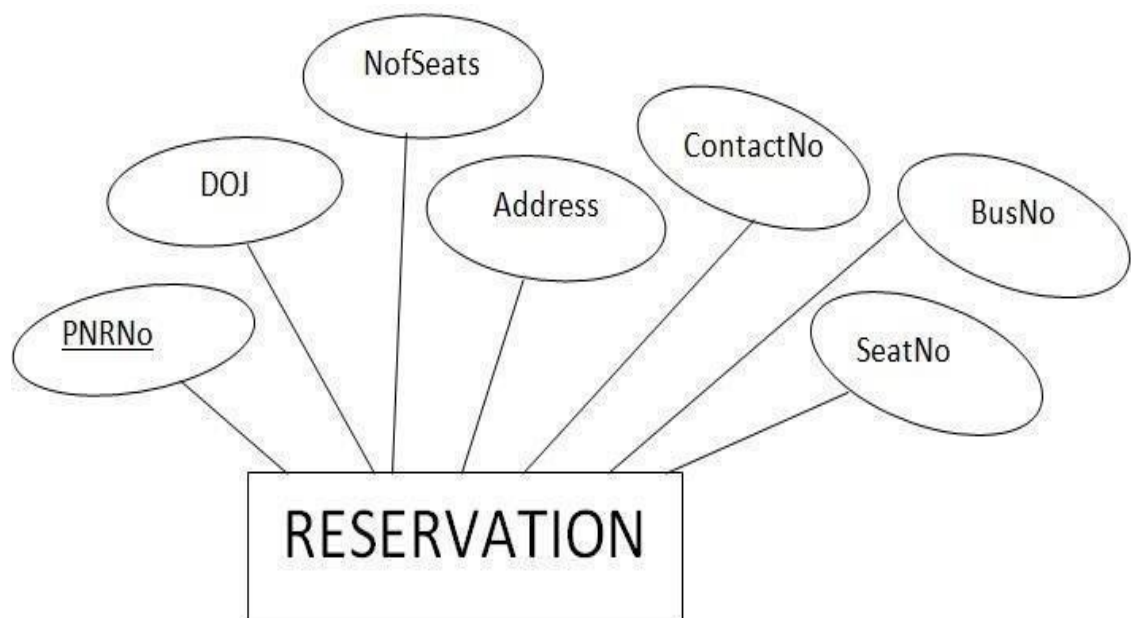 NofSeats
ContactNo
DOJ
Address
BusNo
PNRNo
SeatNo
RESERVATION